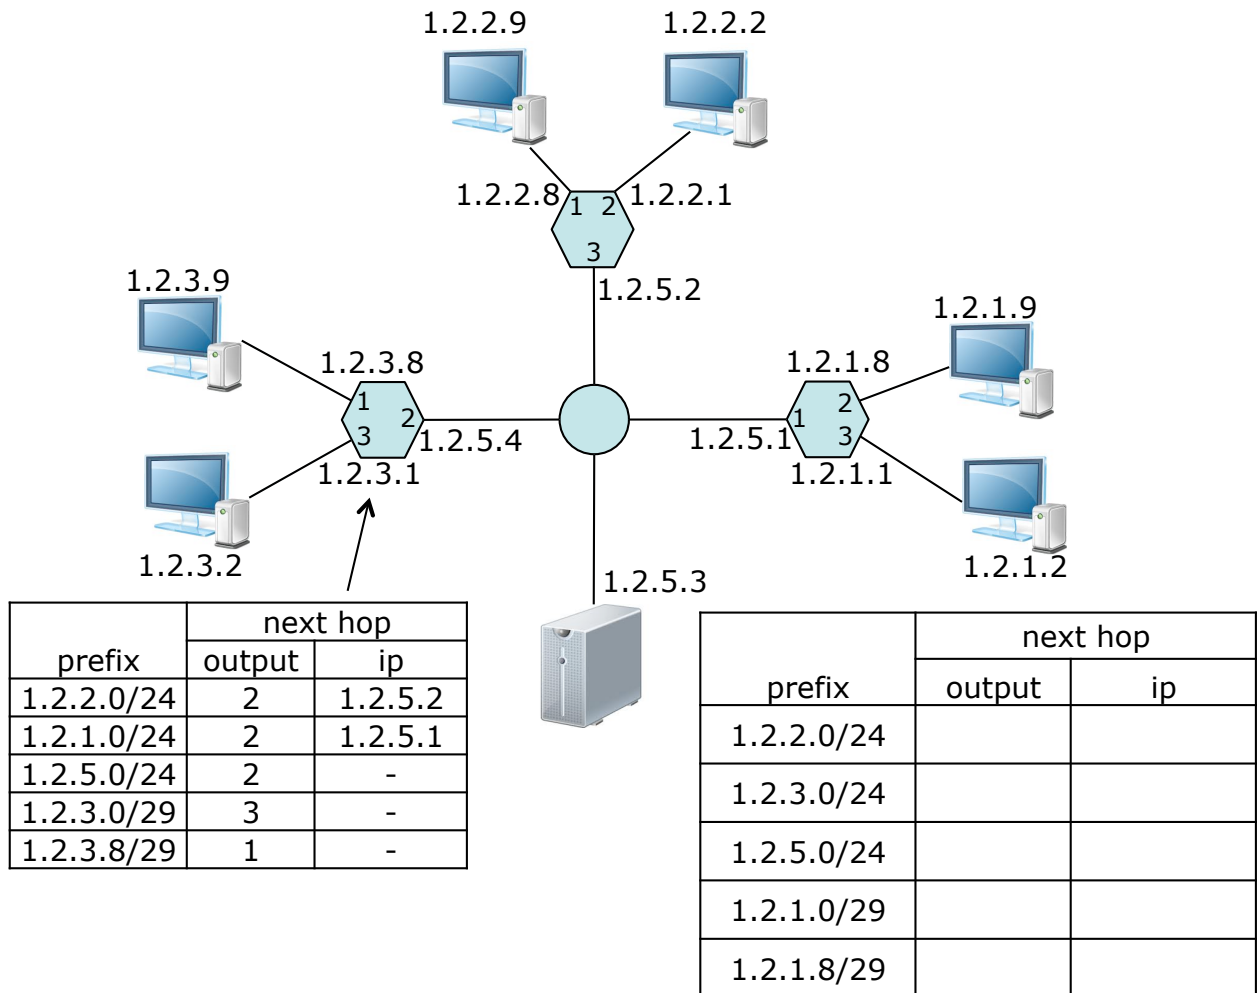 1.2.2.9 1.2.2.2
1.2.2.8 1 2 1.2.2.1
3
1.2.5.2
1.2.3.9
1.2.1.9
1.2.3.8 1.2.1.8
1 2 1 2
3 3
1.2.5.4 1.2.5.1
1.2.3.1 1.2.1.1
1.2.3.2 1.2.1.2
1.2.5.3
next hop
prefix output ip
1.2.2.0/24 2 1.2.5.2
1.2.1.0/24 2 1.2.5.1
1.2.5.0/24 2 -
1.2.3.0/29 3 -
1.2.3.8/29 1 -
next hop
prefix output ip
1.2.2.0/24
1.2.3.0/24
1.2.5.0/24
1.2.1.0/29
1.2.1.8/29